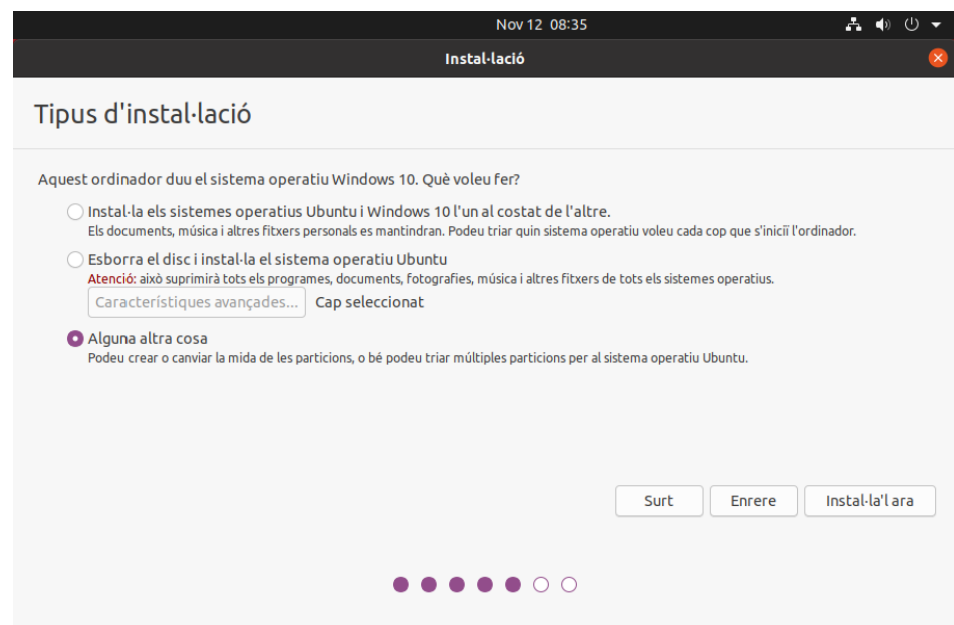 Nov 12 08:35
Instal·lació
Tipus d'instal·lació
Aquest ordinador duu el sistema operatiu Windows 10. Què voleu fer?
Instal·la els sistemes operatius Ubuntu i Windows 10 l'un al costat de l'altre.
Els documents, música i altres fitxers personals es mantindran. Podeu triar quin sistema operatiu voleu cada cop que s'iniciï l'ordinador.
Esborra el disc i instal·la el sistema operatiu Ubuntu
Atenció: això suprimirà tots els programes, documents, fotografies, música i altres fitxers de tots els sistemes operatius.
Característiques avançades... Cap seleccionat
Alguna altra cosa
Podeu crear o canviar la mida de les particions, o bé podeu triar múltiples particions per al sistema operatiu Ubuntu.
Surt Enrere Instal·la'l ara